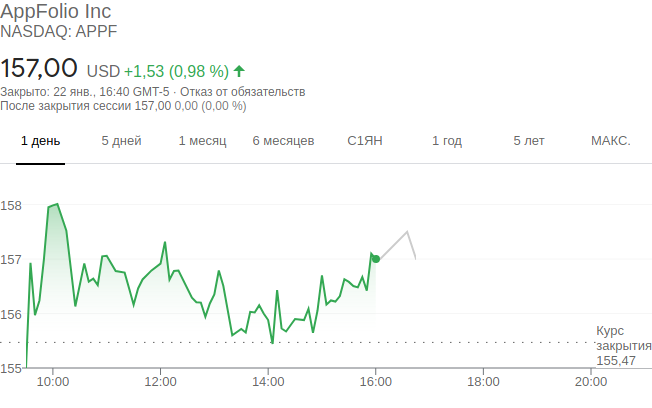 AppFolio Inc
NASDAQ: APPF
157,00 USD +1,53 (0,98 %)
Закрыто: 22 янв., 16:40 GMT-5 · Отказ от обязательств
После закрытия сессии 157,00 0,00 (0,00 %)
1 день 5 дней 1 месяц 6 месяцев С1ЯН 1 год 5 лет МАКС.
158
157
156
Курс
закрытия
155,47
155
10:00 12:00 14:00 16:00 18:00 20:00